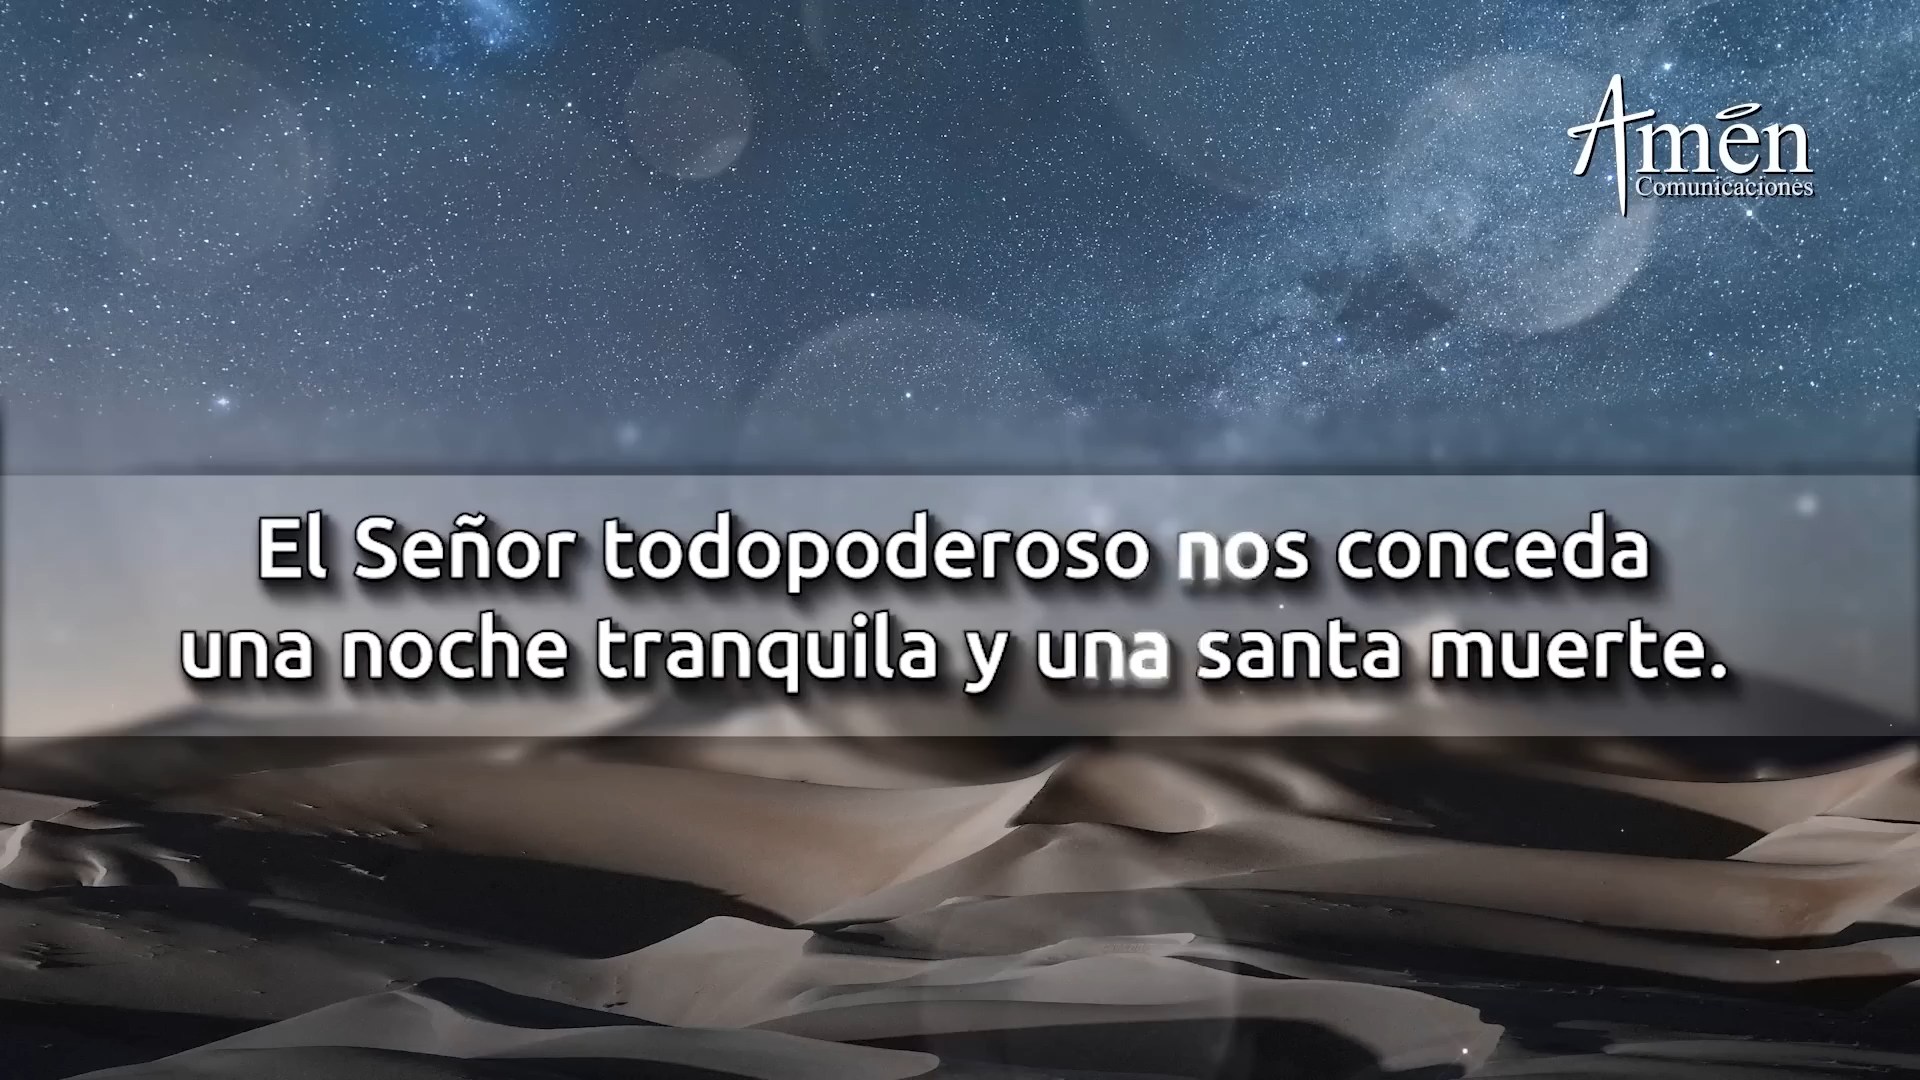 Amén
Comunicaciones
El Señor todopoderoso nos conceda
una noche tranquila y una santa muerte.